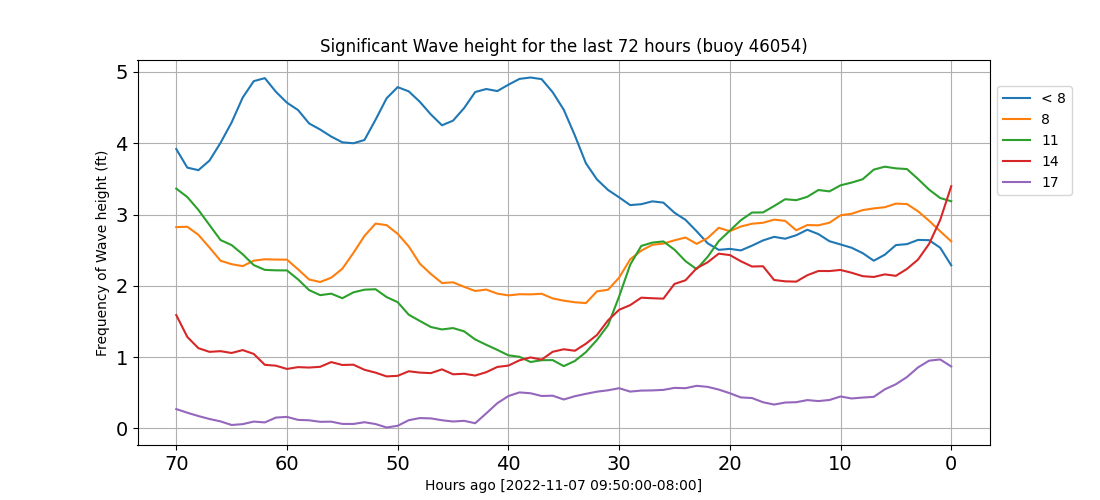 Significant Wave height for the last 72 hours (buoy 46054)
Frequency of Wave height (ft)
5
4
3
2
1
0
70 60 50 40 30 20 10 0
Hours ago [2022-11-07 09:50:00-08:00]
< 8
8
11
14
17